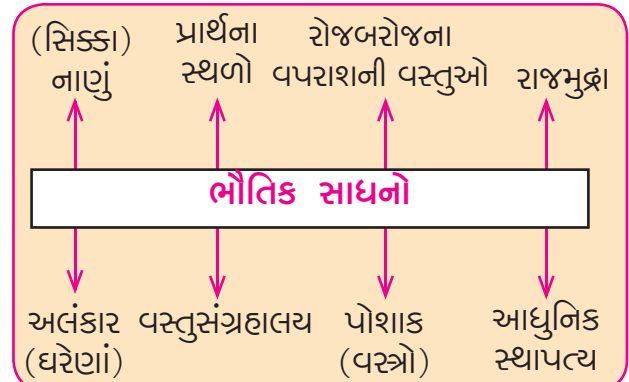 (સિક્કા)
નાણું
પ્રાર્થના
સ્થળો
રોજબરોજના
વપરાશની વસ્તુઓ
રાજમુદ્રા
ભૌતિક સાધનો
અલંકાર
(ઘરેણાં)
વસ્તુસંગ્રહાલય
પોશાક
(વસ્ત્રો)
આધુનિક
સ્થાપત્ય